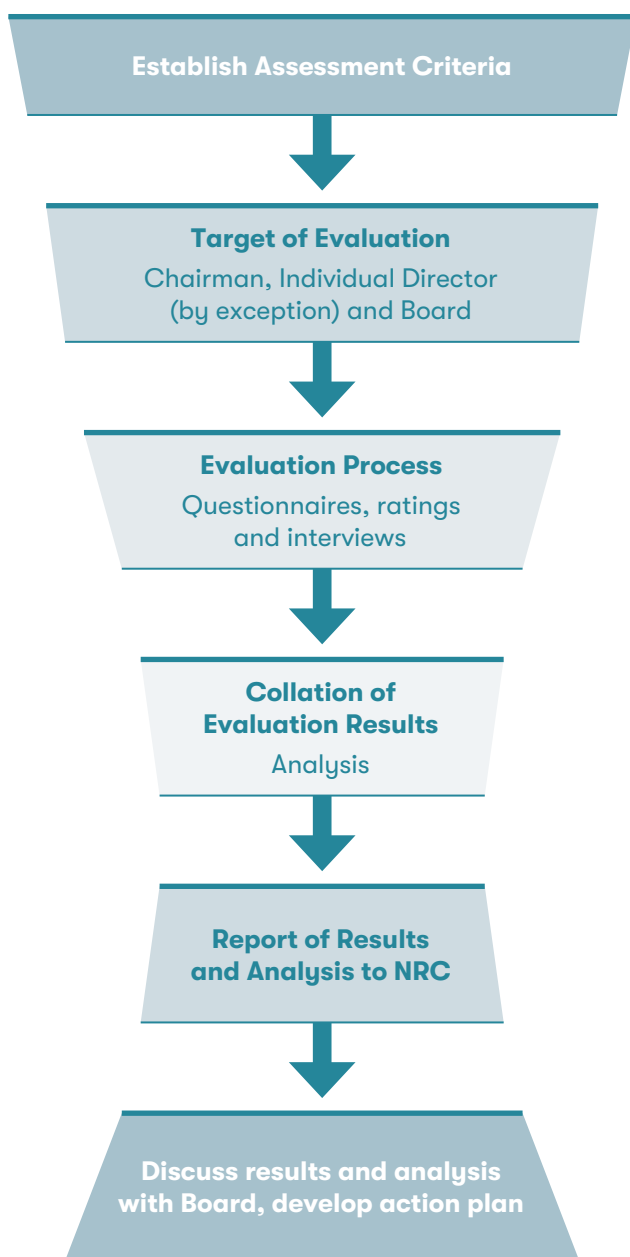 Establish Assessment Criteria
Target of Evaluation
Chairman, Individual Director
(by exception) and Board
Evaluation Process
Questionnaires, ratings
and interviews
Collation of
Evaluation Results
Analysis
Report of Results
and Analysis to NRC
Discuss results and analysis
with Board, develop action plan